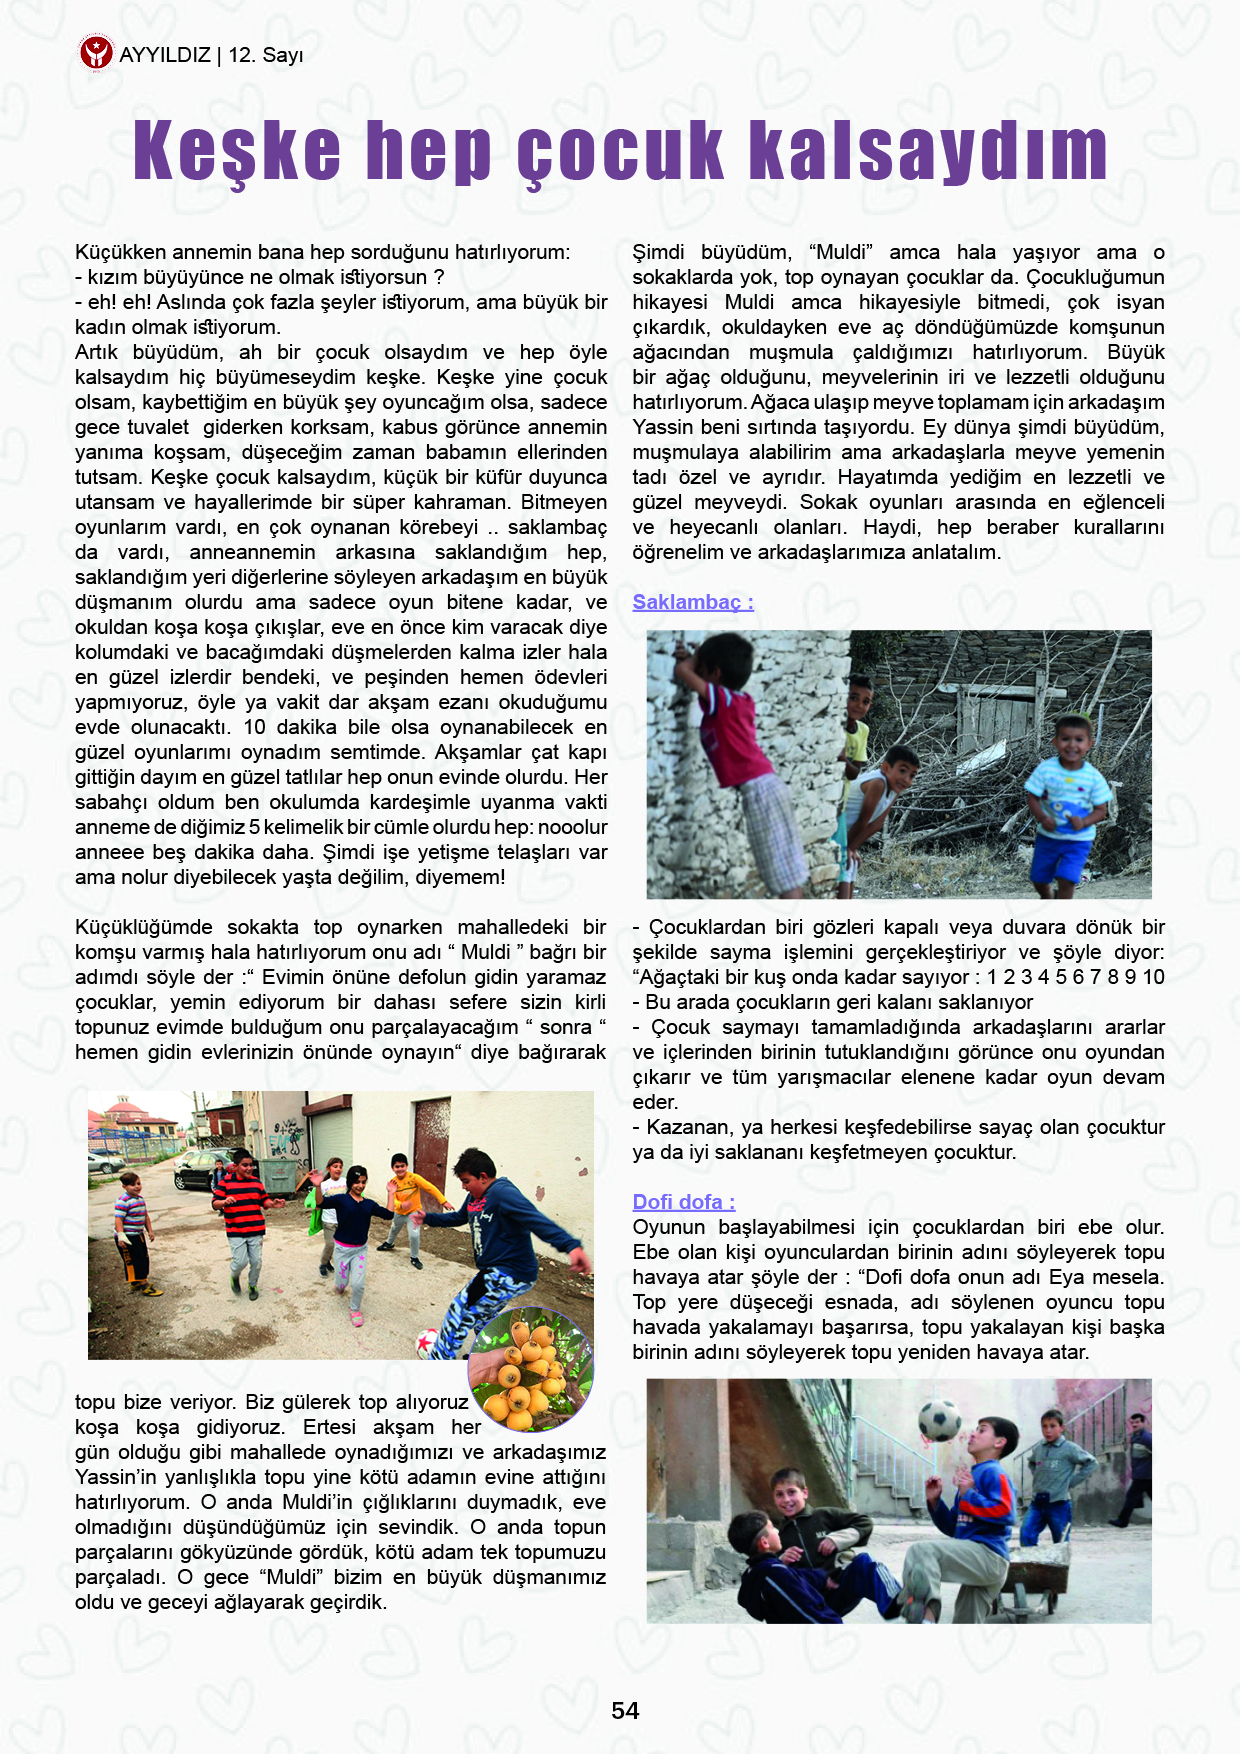 AYYILDIZ | 12. Sayı
Keşke hep çocuk kalsaydım
Küçükken annemin bana hep sorduğunu hatırlıyorum:
- kızım büyüyünce ne olmak istiyorsun ?
- eh! eh! Aslında çok fazla şeyler istiyorum, ama büyük bir
kadın olmak istiyorum.
Artık büyüdüm, ah bir çocuk olsaydım ve hep öyle
kalsaydım hiç büyümeseydim keşke. Keşke yine çocuk
olsam, kaybettiğim en büyük şey oyuncağım olsa, sadece
gece tuvalet giderken korksam, kabus görünce annemin
yanıma koşsam, düşeceğim zaman babamın ellerinden
tutsam. Keşke çocuk kalsaydım, küçük bir küfür duyunca
utansam ve hayallerimde bir süper kahraman. Bitmeyen
oyunlarım vardı, en çok oynanan körebeyi .. saklambaç
da vardı, anneannemin arkasına saklandığım hep,
saklandığım yeri diğerlerine söyleyen arkadaşım en büyük
düşmanım olurdu ama sadece oyun bitene kadar, ve
okuldan koşa koşa çıkışlar, eve en önce kim varacak diye
kolumdaki ve bacağımdaki düşmelerden kalma izler hala
en güzel izlerdir bendeki, ve peşinden hemen ödevleri
yapmıyoruz, öyle ya vakit dar akşam ezanı okuduğumu
evde olunacaktı. 10 dakika bile olsa oynanabilecek en
güzel oyunlarımı oynadım semtimde. Akşamlar çat kapı
gittiğin dayım en güzel tatlılar hep onun evinde olurdu. Her
sabahçı oldum ben okulumda kardeşimle uyanma vakti
anneme de diğimiz 5 kelimelik bir cümle olurdu hep: nooolur
anneee beş dakika daha. Şimdi işe yetişme telaşları var
ama nolur diyebilecek yaşta değilim, diyemem!
Küçüklüğümde sokakta top oynarken mahalledeki bir
komşu varmış hala hatırlıyorum onu adı “ Muldi ” bağrı bir
adımdı söyle der :“ Evimin önüne defolun gidin yaramaz
çocuklar, yemin ediyorum bir dahası sefere sizin kirli
topunuz evimde bulduğum onu parçalayacağım “ sonra “
hemen gidin evlerinizin önünde oynayın“ diye bağırarak
topu bize veriyor. Biz gülerek top alıyoruz
koşa koşa gidiyoruz. Ertesi akşam her
gün olduğu gibi mahallede oynadığımızı ve arkadaşımız
Yassin’in yanlışlıkla topu yine kötü adamın evine attığını
hatırlıyorum. O anda Muldi’in çığlıklarını duymadık, eve
olmadığını düşündüğümüz için sevindik. O anda topun
parçalarını gökyüzünde gördük, kötü adam tek topumuzu
parçaladı. O gece “Muldi” bizim en büyük düşmanımız
oldu ve geceyi ağlayarak geçirdik.
Şimdi büyüdüm, “Muldi” amca hala yaşıyor ama o
sokaklarda yok, top oynayan çocuklar da. Çocukluğumun
hikayesi Muldi amca hikayesiyle bitmedi, çok isyan
çıkardık, okuldayken eve aç döndüğümüzde komşunun
ağacından muşmula çaldığımızı hatırlıyorum. Büyük
bir ağaç olduğunu, meyvelerinin iri ve lezzetli olduğunu
hatırlıyorum. Ağaca ulaşıp meyve toplamam için arkadaşım
Yassin beni sırtında taşıyordu. Ey dünya şimdi büyüdüm,
muşmulaya alabilirim ama arkadaşlarla meyve yemenin
tadı özel ve ayrıdır. Hayatımda yediğim en lezzetli ve
güzel meyveydi. Sokak oyunları arasında en eğlenceli
ve heyecanlı olanları. Haydi, hep beraber kurallarını
öğrenelim ve arkadaşlarımıza anlatalım.
Saklambaç :
- Çocuklardan biri gözleri kapalı veya duvara dönük bir
şekilde sayma işlemini gerçekleştiriyor ve şöyle diyor:
“Ağaçtaki bir kuş onda kadar sayıyor : 1 2 3 4 5 6 7 8 9 10
- Bu arada çocukların geri kalanı saklanıyor
- Çocuk saymayı tamamladığında arkadaşlarını ararlar
ve içlerinden birinin tutuklandığını görünce onu oyundan
çıkarır ve tüm yarışmacılar elenene kadar oyun devam
eder.
- Kazanan, ya herkesi keşfedebilirse sayaç olan çocuktur
ya da iyi saklananı keşfetmeyen çocuktur.
Dofi dofa :
Oyunun başlayabilmesi için çocuklardan biri ebe olur.
Ebe olan kişi oyunculardan birinin adını söyleyerek topu
havaya atar şöyle der : “Dofi dofa onun adı Eya mesela.
Top yere düşeceği esnada, adı söylenen oyuncu topu
havada yakalamayı başarırsa, topu yakalayan kişi başka
birinin adını söyleyerek topu yeniden havaya atar.
54